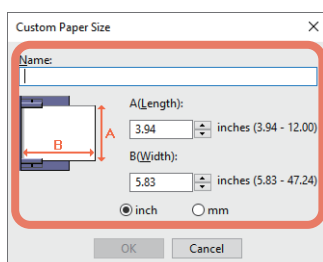 Custom Paper Size
Name:
A(Length):
A
3.94 inches (3.94 - 12.00)
B
B(Width):
5.83 inches (5.83 - 47.24)
inch mm
OK Cancel